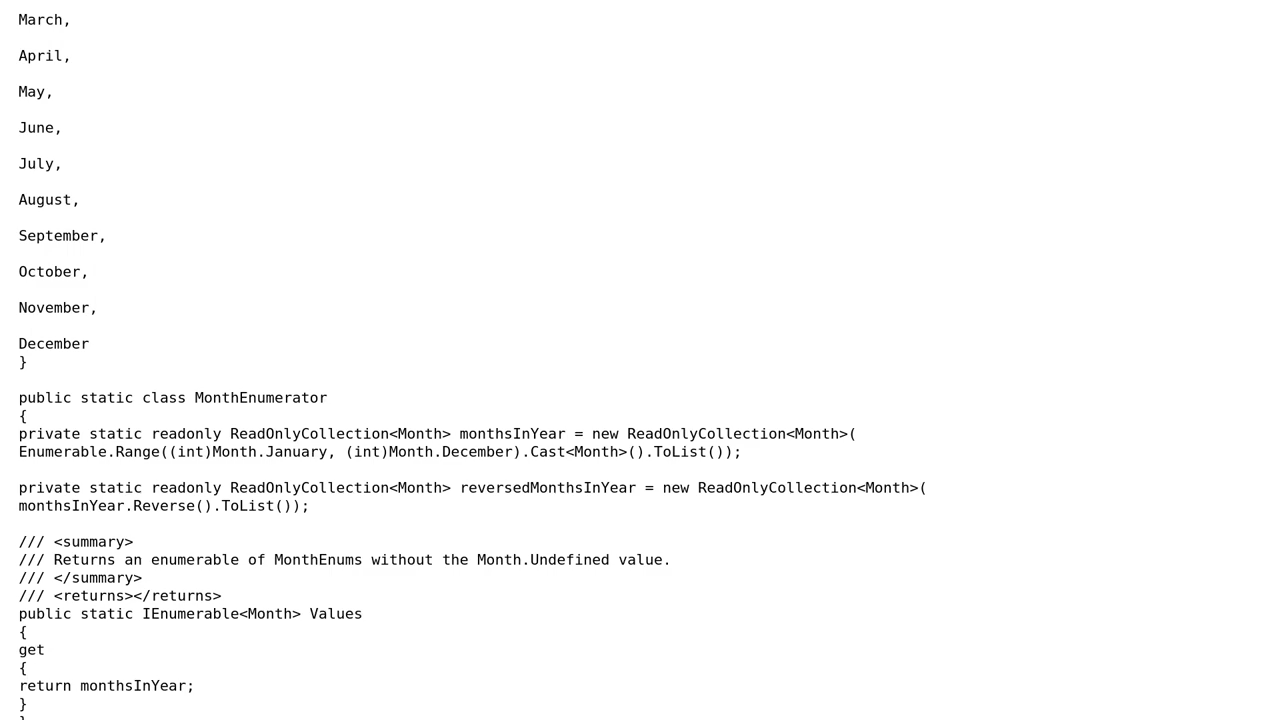 March,
April,
May,
June,
July,
August,
September,
October,
November,
December
}
public static class MonthEnumerator
{
private static readonly ReadOnlyCollection<Month> monthsInYear = new ReadOnlyCollection<Month>(
Enumerable.Range((int)Month.January, (int)Month.December).Cast<Month>().ToList());
private static readonly ReadOnlyCollection<Month> reversedMonthsInYear = new ReadOnlyCollection<Month>(
monthsInYear.Reverse().ToList());
/// <summary>
/// Returns an enumerable of MonthEnums without the Month.Undefined value.
/// </summary>
/// <returns></returns>
public static IEnumerable<Month> Values
{
get
{
return monthsInYear;
}
}